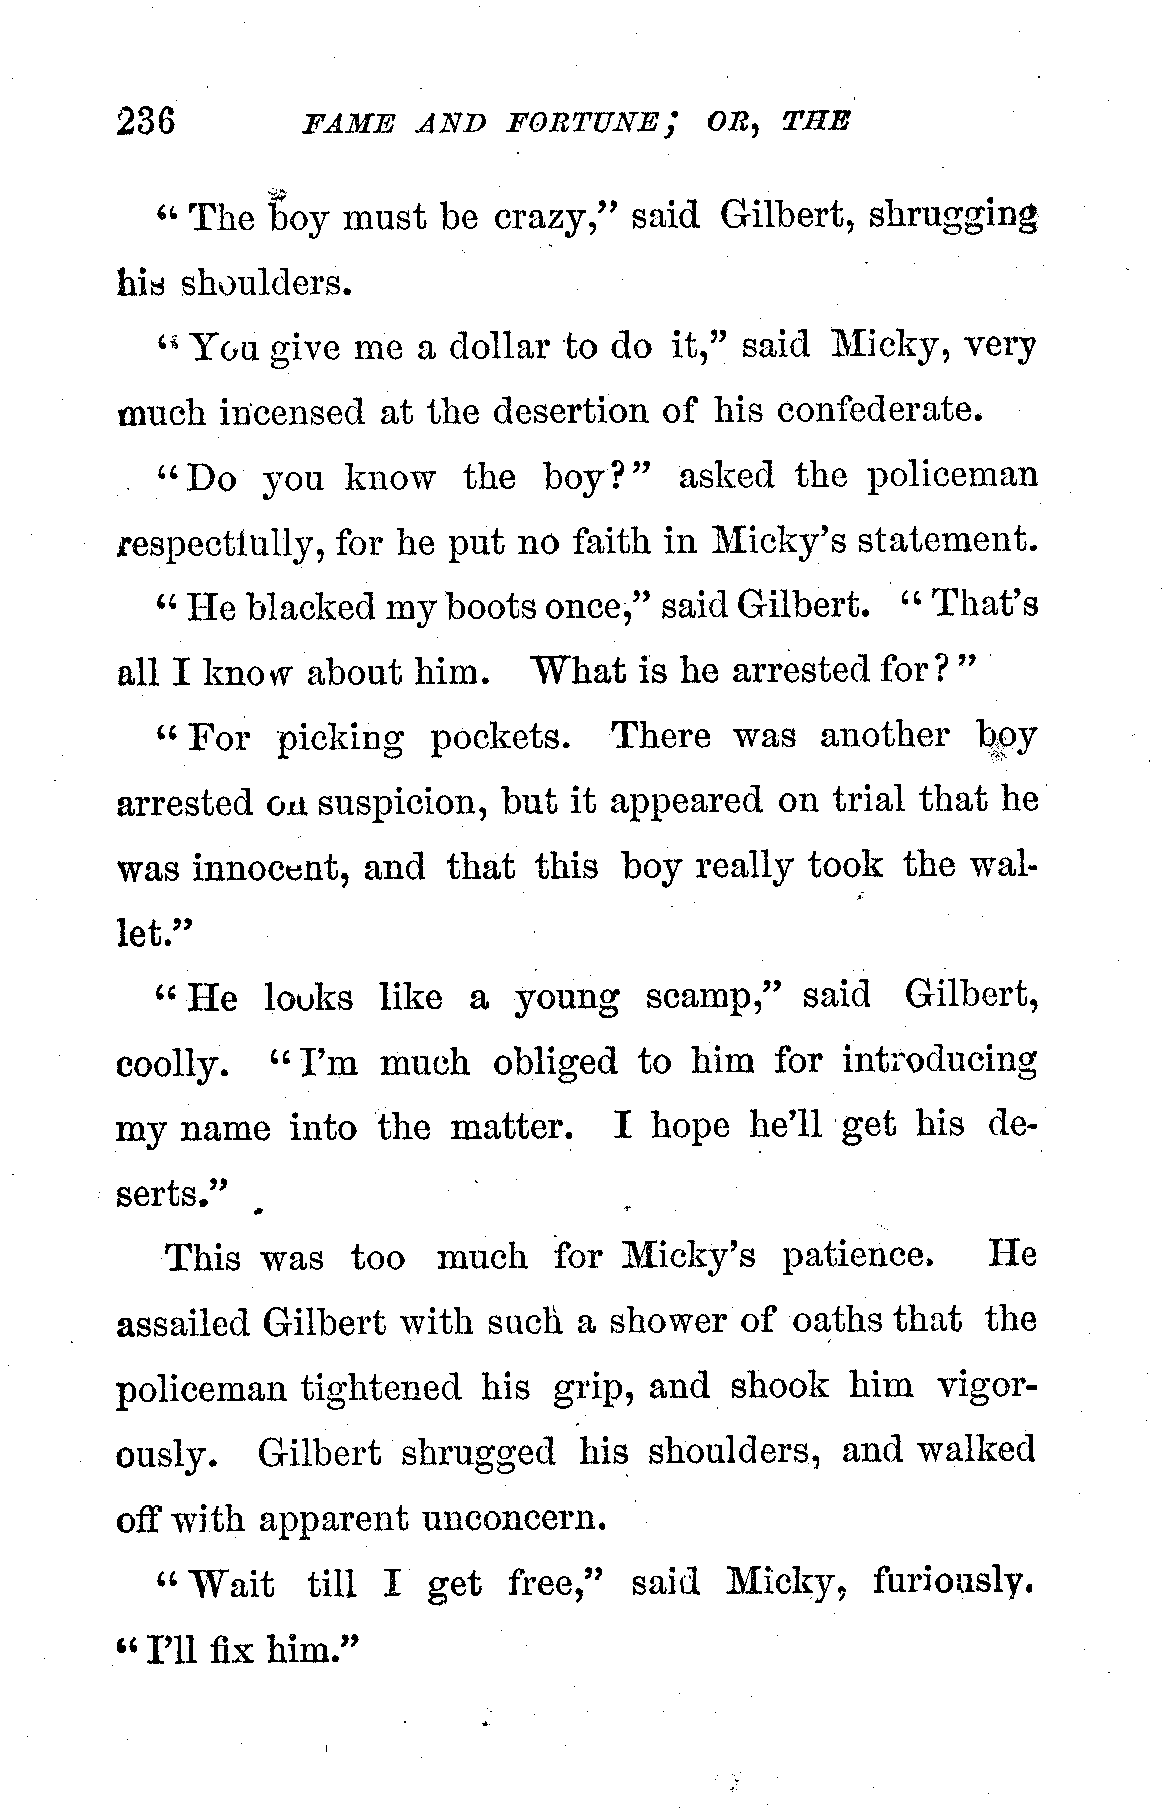 236 FAME AND FORTUNE; OR, THE
“The boy must be crazy,” said Gilbert, shrugging
his shoulders.
“You give me a dollar to do it,” said Micky, very
much incensed at the desertion of his confederate.
“Do you know the boy?” asked the policeman
respectfully, for he put no faith in Micky’s statement.
“He blacked my boots once,” said Gilbert. “That’s
all I know about him. What is he arrested for?”
“For picking pockets. There was another boy
arrested on suspicion, but it appeared on trial that he
was innocent, and that this boy really took the wal-
let.”
“He looks like a young scamp,” said Gilbert,
coolly. “I’m much obliged to him for introducing
my name into the matter. I hope he’ll get his de-
serts.”
This was too much for Micky’s patience. He
assailed Gilbert with such a shower of oaths that the
policeman tightened his grip, and shook him vigor-
ously. Gilbert shrugged his shoulders, and walked
off with apparent unconcern.
“Wait till I get free,” said Micky, furiously.
“I’ll fix him.”